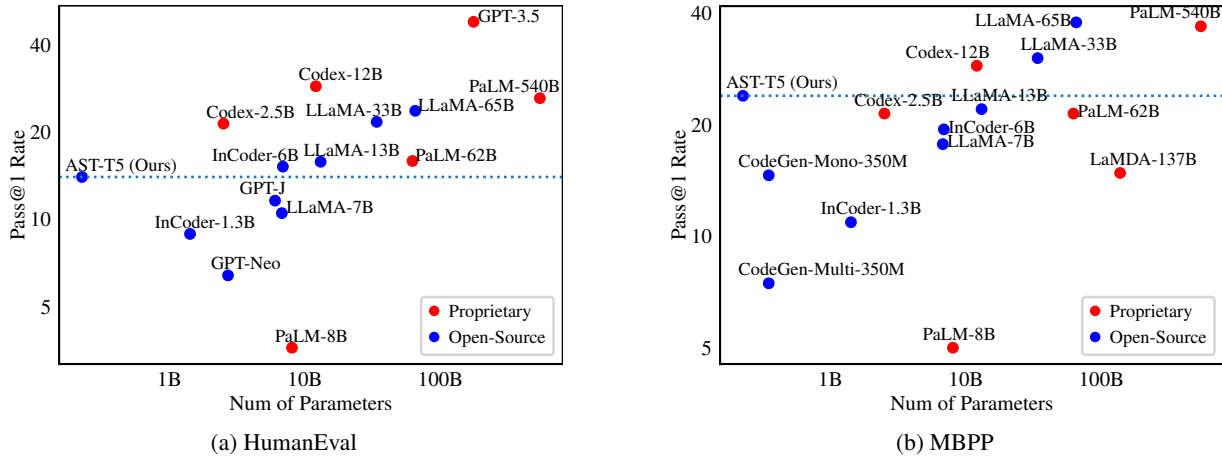 GPT-3.5
40
Codex-12B
PaLM-540B
LLaMA-33B
LLaMA-65B
Codex-2.5B
20
InCoder-6B
LLaMA-13B
PaLM-62B
AST-T5 (Ours)
GPT-J
LLaMA-7B
10
InCoder-1.3B
GPT-Neo
5
PaLM-8B
Proprietary
Open-Source
Pass@1 Rate
1B
10B
100B
Num of Parameters
(a) HumanEval
40
LLaMA-65B
PaLM-540B
LLaMA-33B
Codex-12B
AST-T5 (Ours)
LLaMA-13B
Codex-2.5B
PaLM-62B
20
InCoder-6B
LLaMA-7B
CodeGen-Mono-350M
LaMDA-137B
InCoder-1.3B
10
CodeGen-Multi-350M
PaLM-8B
5
Proprietary
Open-Source
Pass@1 Rate
1B
10B
100B
Num of Parameters
(b) MBPP